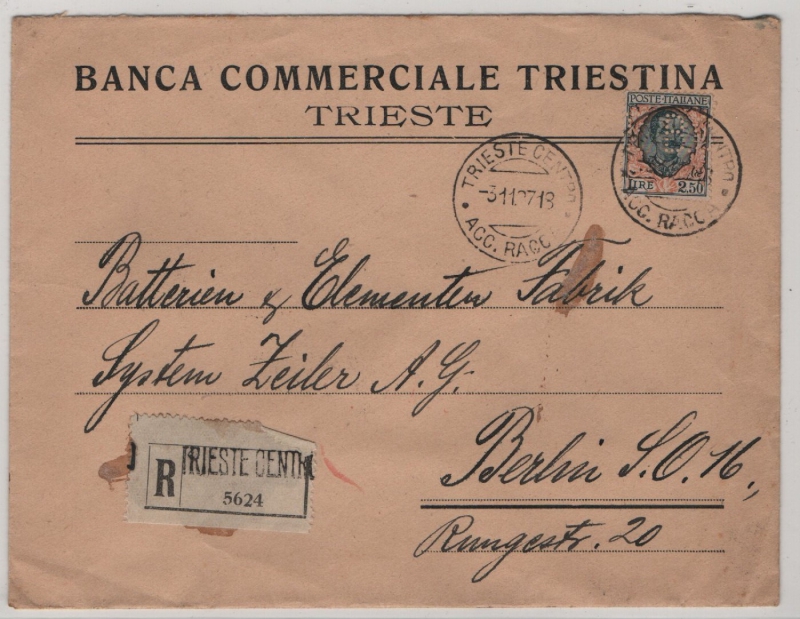 BANCA COMMERCIALE TRIESTINA
TRIESTE
POSTE·ITALIANE
LIRE 2,50
TRIESTE CENTRO
-3 11 27 18
ACC. RACC.
ACC. RACC.
Batterien & Elementen Fabrik
System Zeiler A.G.
Berlin S.O. 16,
Rungestr. 20
R
TRIESTE CENTR
5624